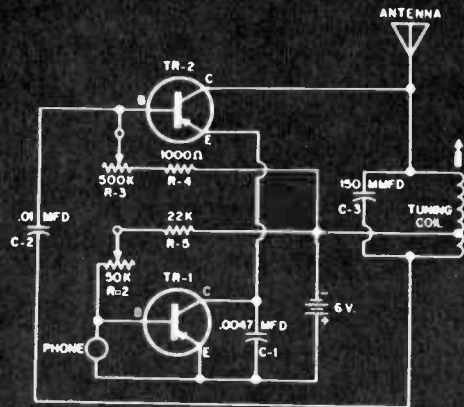 ANTENNA
TR-2
C
B
E
1000Ω
500K
R-3
R-4
.01 MFD
C-2
150 MMFD
C-3
TUNING
COIL
22K
R-5
50K
R-2
TR-1
C
B
E
.0047 MFD
C-1
6 V.
-
+
PHONE